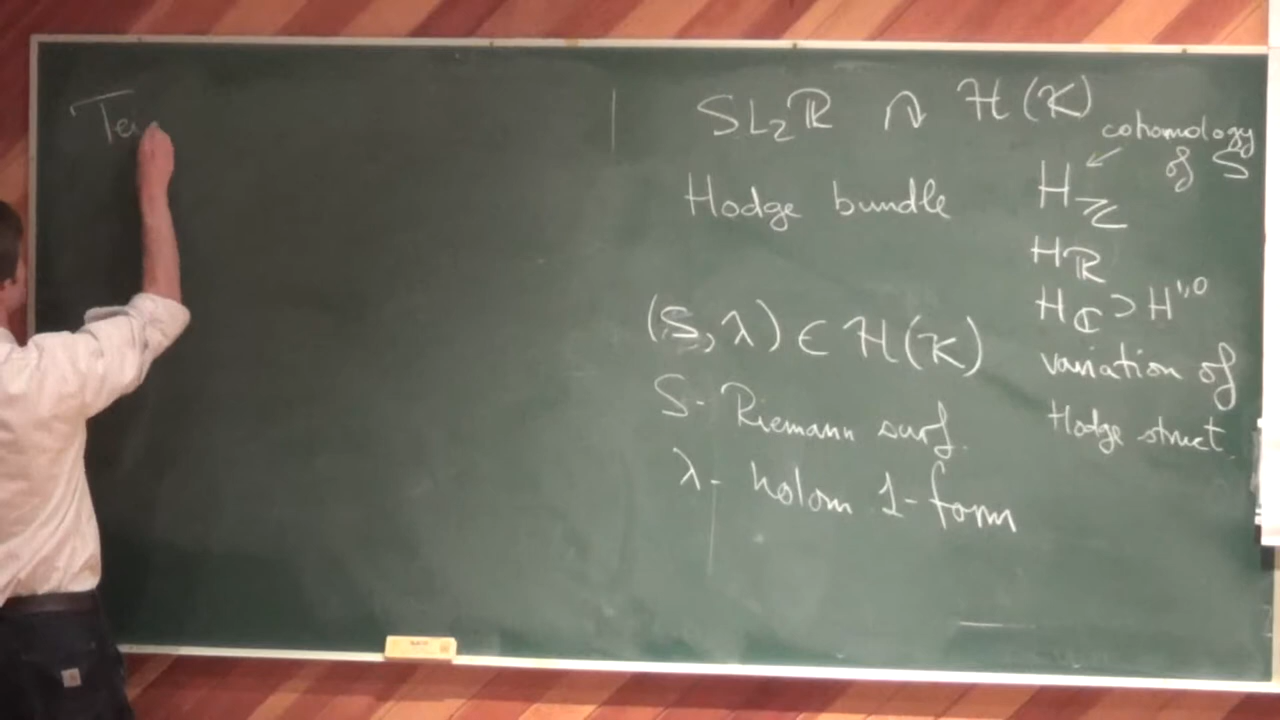 Tei
SL₂ℝ ↷ H(κ)
cohomology
of S
Hodge bundle
H_ℤ
H_ℝ
H_ℂ ⊃ H^1,0
variation of
Hodge struct.
(S, λ) ∈ H(κ)
S - Riemann surf.
λ - holom 1-form